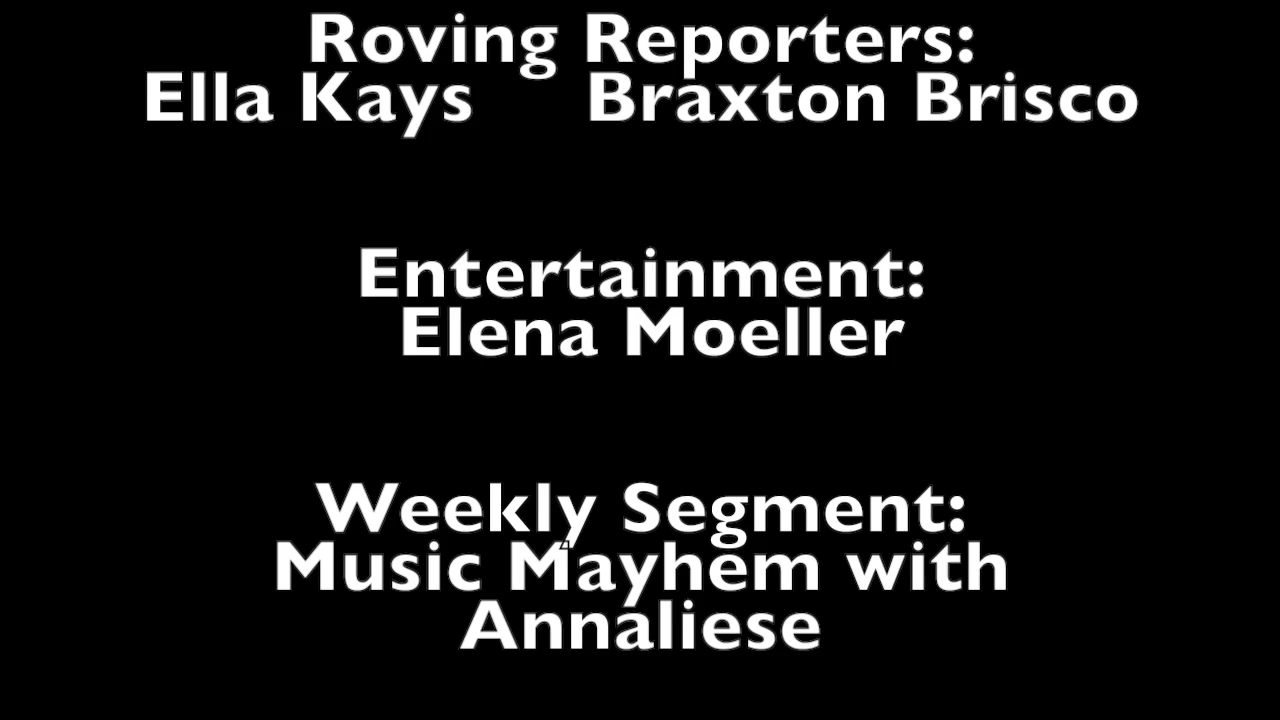 Roving Reporters:
Ella Kays Braxton Brisco
Entertainment:
Elena Moeller
Weekly Segment:
Music Mayhem with
Annaliese